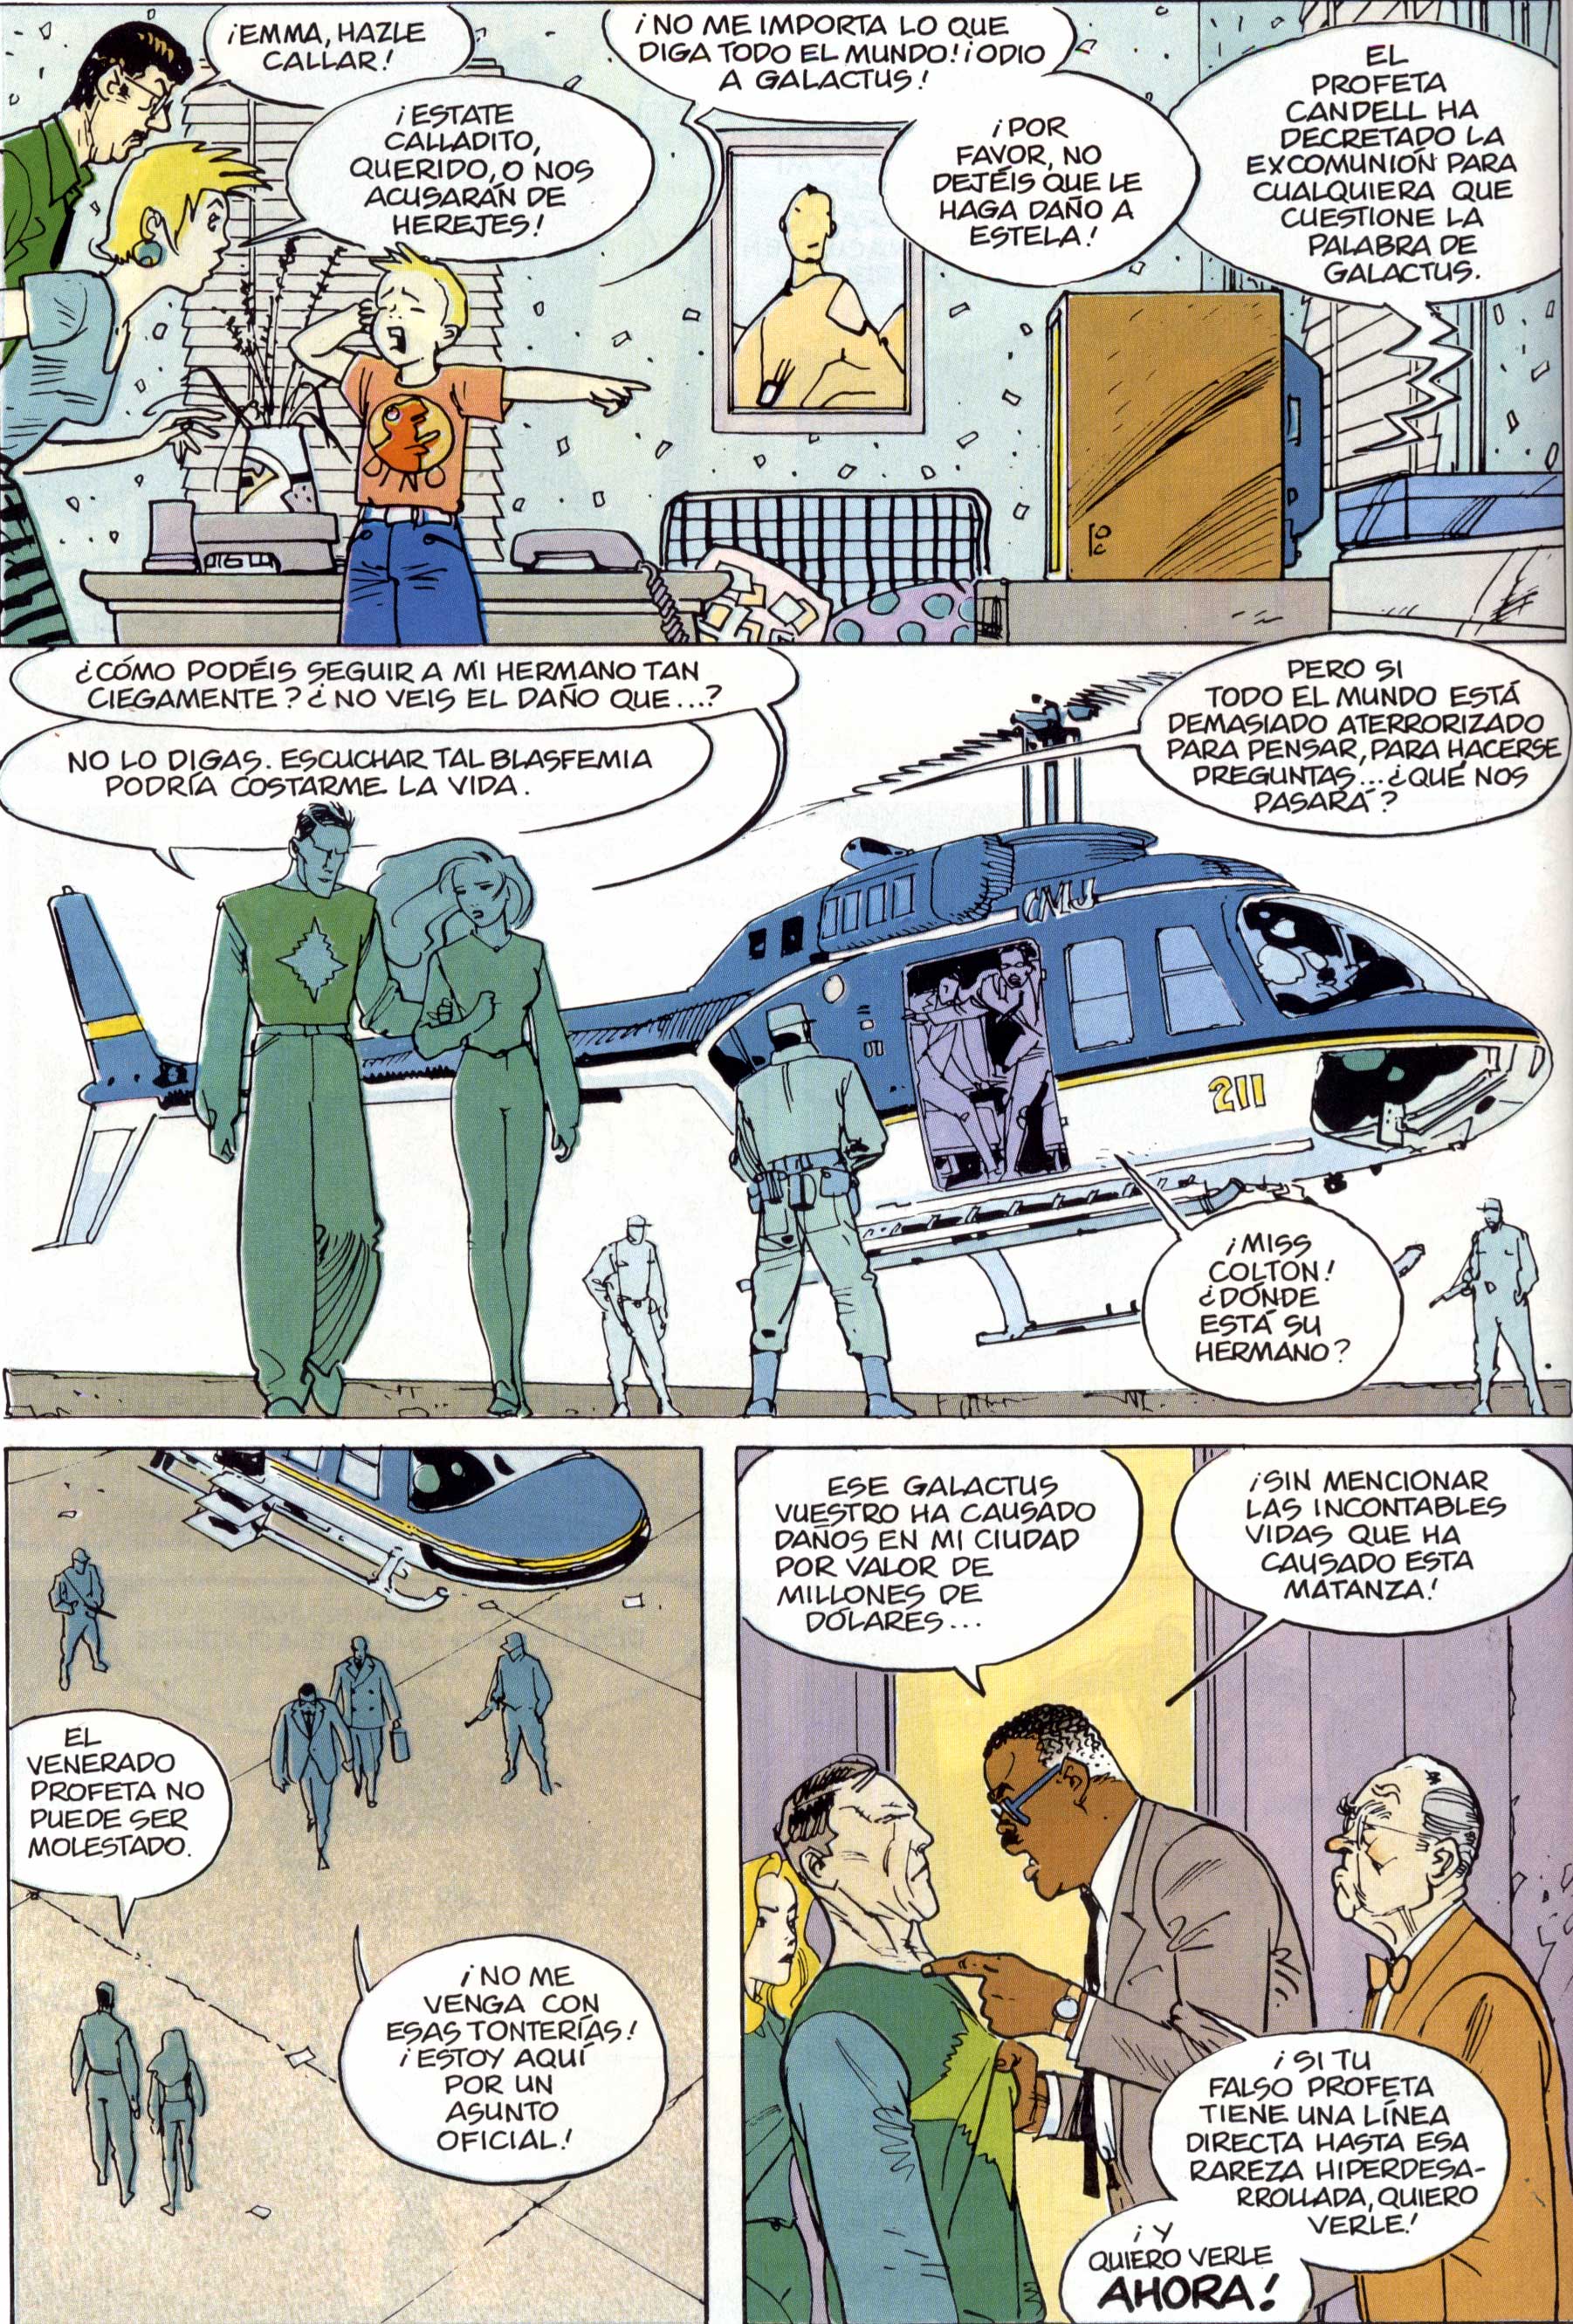 ¡EMMA, HAZLE
CALLAR!
¡ESTATE
CALLADITO,
QUERIDO, O NOS
ACUSARÁN DE
HEREJES!
¡NO ME IMPORTA LO QUE
DIGA TODO EL MUNDO! ¡ODIO
A GALACTUS!
¡POR
FAVOR, NO
DEJÉIS QUE LE
HAGA DAÑO A
ESTELA!
EL
PROFETA
CANDELL HA
DECRETADO LA
EXCOMUNIÓN PARA
CUALQUIERA QUE
CUESTIONE LA
PALABRA DE
GALACTUS.
DINO
¿CÓMO PODÉIS SEGUIR A MI HERMANO TAN
CIEGAMENTE? ¿NO VEIS EL DAÑO QUE...?
NO LO DIGAS. ESCUCHAR TAL BLASFEMIA
PODRÍA COSTARME LA VIDA.
PERO SI
TODO EL MUNDO ESTÁ
DEMASIADO ATERRORIZADO
PARA PENSAR, PARA HACERSE
PREGUNTAS... ¿QUÉ NOS
PASARÁ?
211
¡MISS
COLTON!
¿DÓNDE
ESTÁ SU
HERMANO?
EL
VENERADO
PROFETA NO
PUEDE SER
MOLESTADO.
¡NO ME
VENGA CON
ESAS TONTERÍAS!
¡ESTOY AQUÍ
POR UN
ASUNTO
OFICIAL!
ESE GALACTUS
VUESTRO HA CAUSADO
DAÑOS EN MI CIUDAD
POR VALOR DE
MILLONES DE
DÓLARES...
¡SIN MENCIONAR
LAS INCONTABLES
VIDAS QUE HA
CAUSADO ESTA
MATANZA!
¡SI TU
FALSO PROFETA
TIENE UNA LÍNEA
DIRECTA HASTA ESA
RAREZA HIPERDESA-
RROLLADA, QUIERO
VERLE!
¡Y
QUIERO VERLE
AHORA!